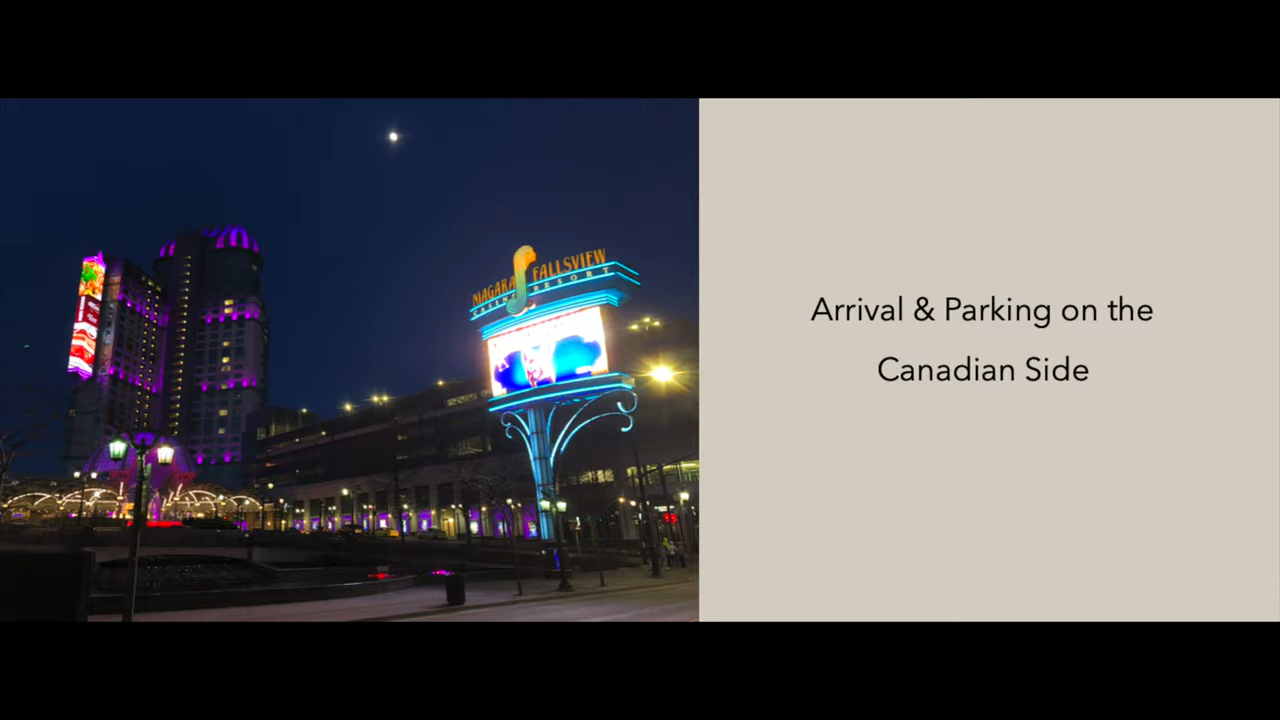 NIAGARA FALLSVIEW
CASINO RESORT
Arrival & Parking on the
Canadian Side